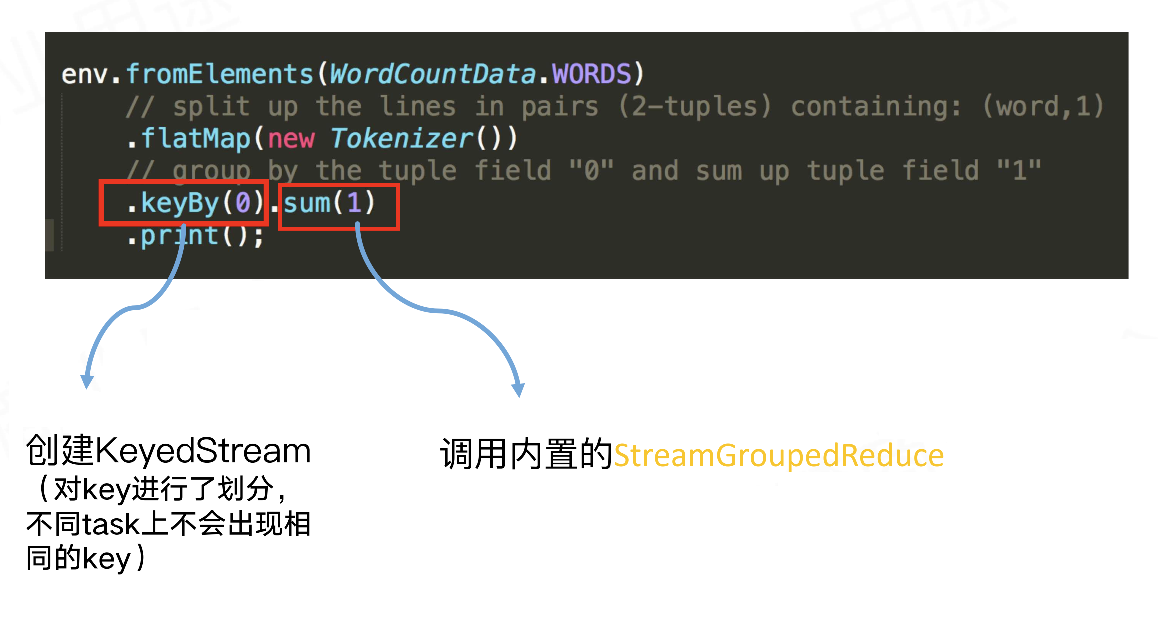 env.fromElements(WordCountData.WORDS)
// split up the lines in pairs (2-tuples) containing: (word,1)
.flatMap(new Tokenizer())
// group by the tuple field "0" and sum up tuple field "1"
.keyBy(0).sum(1)
.print();
创建KeyedStream
（对key进行了划分，
不同task上不会出现相
同的key）
调用内置的StreamGroupedReduce